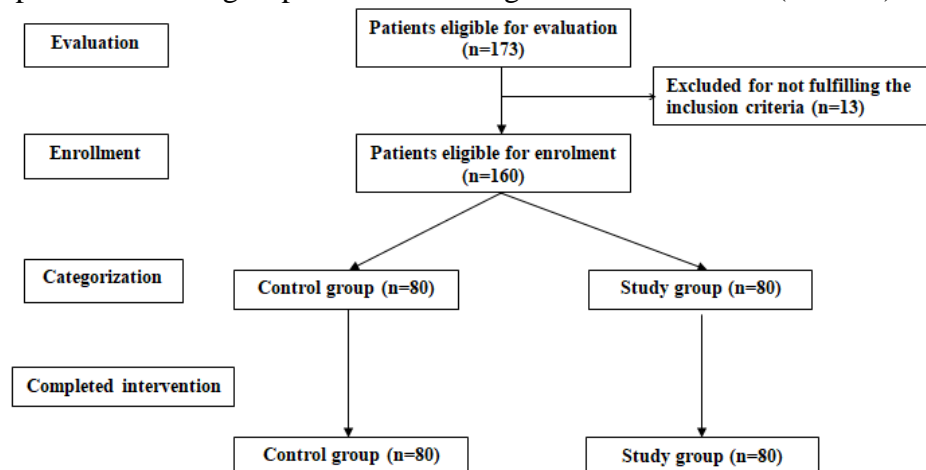 Evaluation
Patients eligible for evaluation
(n=173)
Excluded for not fulfilling the
inclusion criteria (n=13)
Enrollment
Patients eligible for enrolment
(n=160)
Categorization
Control group (n=80)
Study group (n=80)
Completed intervention
Control group (n=80)
Study group (n=80)